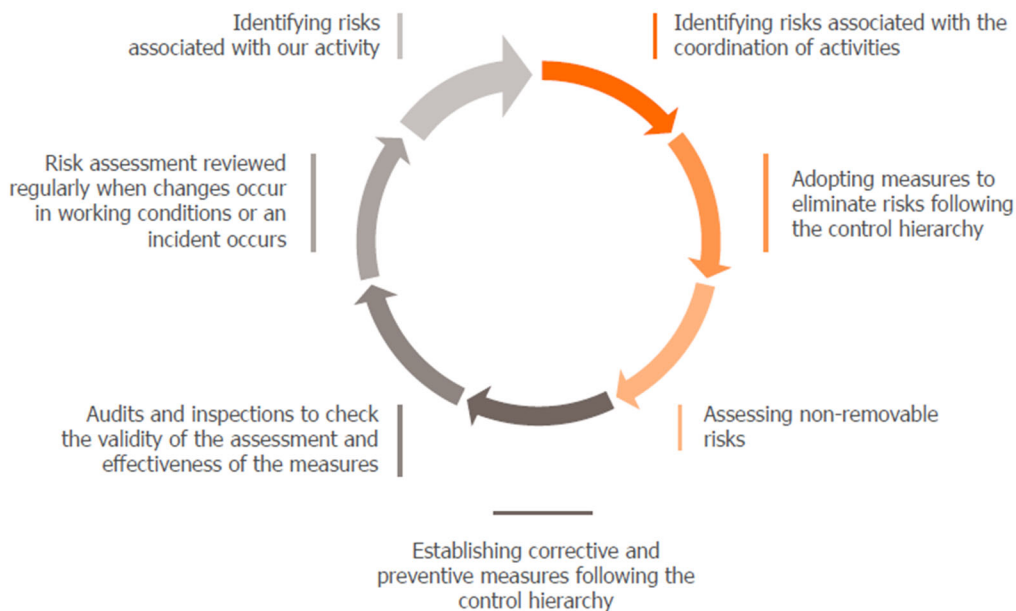 Identifying risks
associated with our activity
Identifying risks associated with the
coordination of activities
Adopting measures to
eliminate risks following
the control hierarchy
Assessing non-removable
risks
Establishing corrective and
preventive measures following the
control hierarchy
Audits and inspections to check
the validity of the assessment and
effectiveness of the measures
Risk assessment reviewed
regularly when changes occur
in working conditions or an
incident occurs